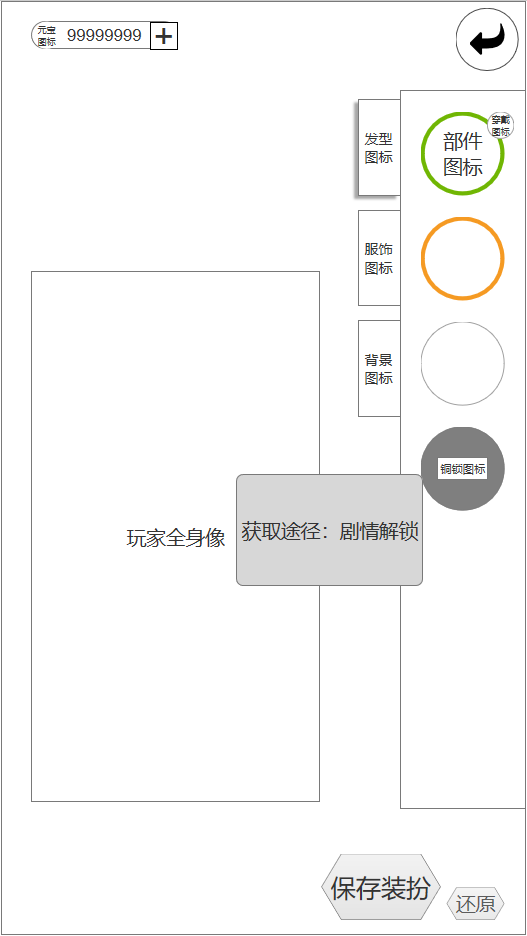 元宝
图标
99999999
发型
图标
部件
图标
穿戴
图标
服饰
图标
背景
图标
铜锁图标
获取途径：剧情解锁
玩家全身像
保存装扮
还原